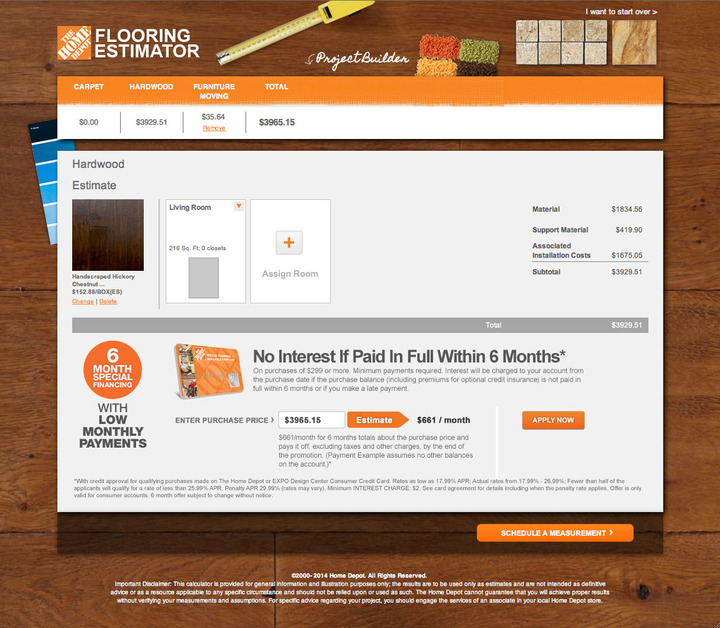 I want to start over >
THE HOME DEPOT
FLOORING
ESTIMATOR
ProjectBuilder
CARPET HARDWOOD FURNITURE MOVING TOTAL
$0.00 $3929.51 $35.64 $3965.15
Remove
Hardwood
Estimate
Living Room
216 Sq. Ft; 0 closets
Assign Room
Handscraped Hickory
Chestnut ...
$152.88/BOX(ES)
Change | Delete
Material $1834.56
Support Material $419.90
Associated
Installation Costs $1675.05
Subtotal $3929.51
Total $3929.51
6
MONTH
SPECIAL
FINANCING
WITH
LOW
MONTHLY
PAYMENTS
No Interest If Paid In Full Within 6 Months*
On purchases of $299 or more. Minimum payments required. Interest will be charged to your account from
the purchase date if the purchase balance (including premiums for optional credit insurance) is not paid in
full within 6 months or if you make a late payment.
ENTER PURCHASE PRICE › $3965.15 Estimate $661 / month
APPLY NOW
$661/month for 6 months totals about the purchase price and
pays it off, excluding taxes and other charges, by the end of
the promotion. (Payment Example assumes no other balances
on the account.)*
*With credit approval for qualifying purchases made on The Home Depot or EXPO Design Center Consumer Credit Card. Rates as low as 17.99% APR; Actual rates from 17.99% - 26.99%; Fewer than half of the
applicants will qualify for a rate of less than 25.99% APR. Penalty APR 29.99% (rates may vary). Minimum INTEREST CHARGE: $2. See card agreement for details including when the penalty rate applies. Offer is only
valid for consumer accounts. 6 month offer subject to change without notice.
SCHEDULE A MEASUREMENT ›
©2000- 2014 Home Depot. All Rights Reserved.
Important Disclaimer: This calculator is provided for general information and illustration purposes only; the results are to be used only as estimates and are not intended as definitive
advice or as a resource applicable to any specific circumstance and should not be relied upon or used as such. The Home Depot cannot guarantee that you will achieve proper results
without verifying your measurements and assumptions. For specific advice regarding your project, you should engage the services of an associate in your local Home Depot store.